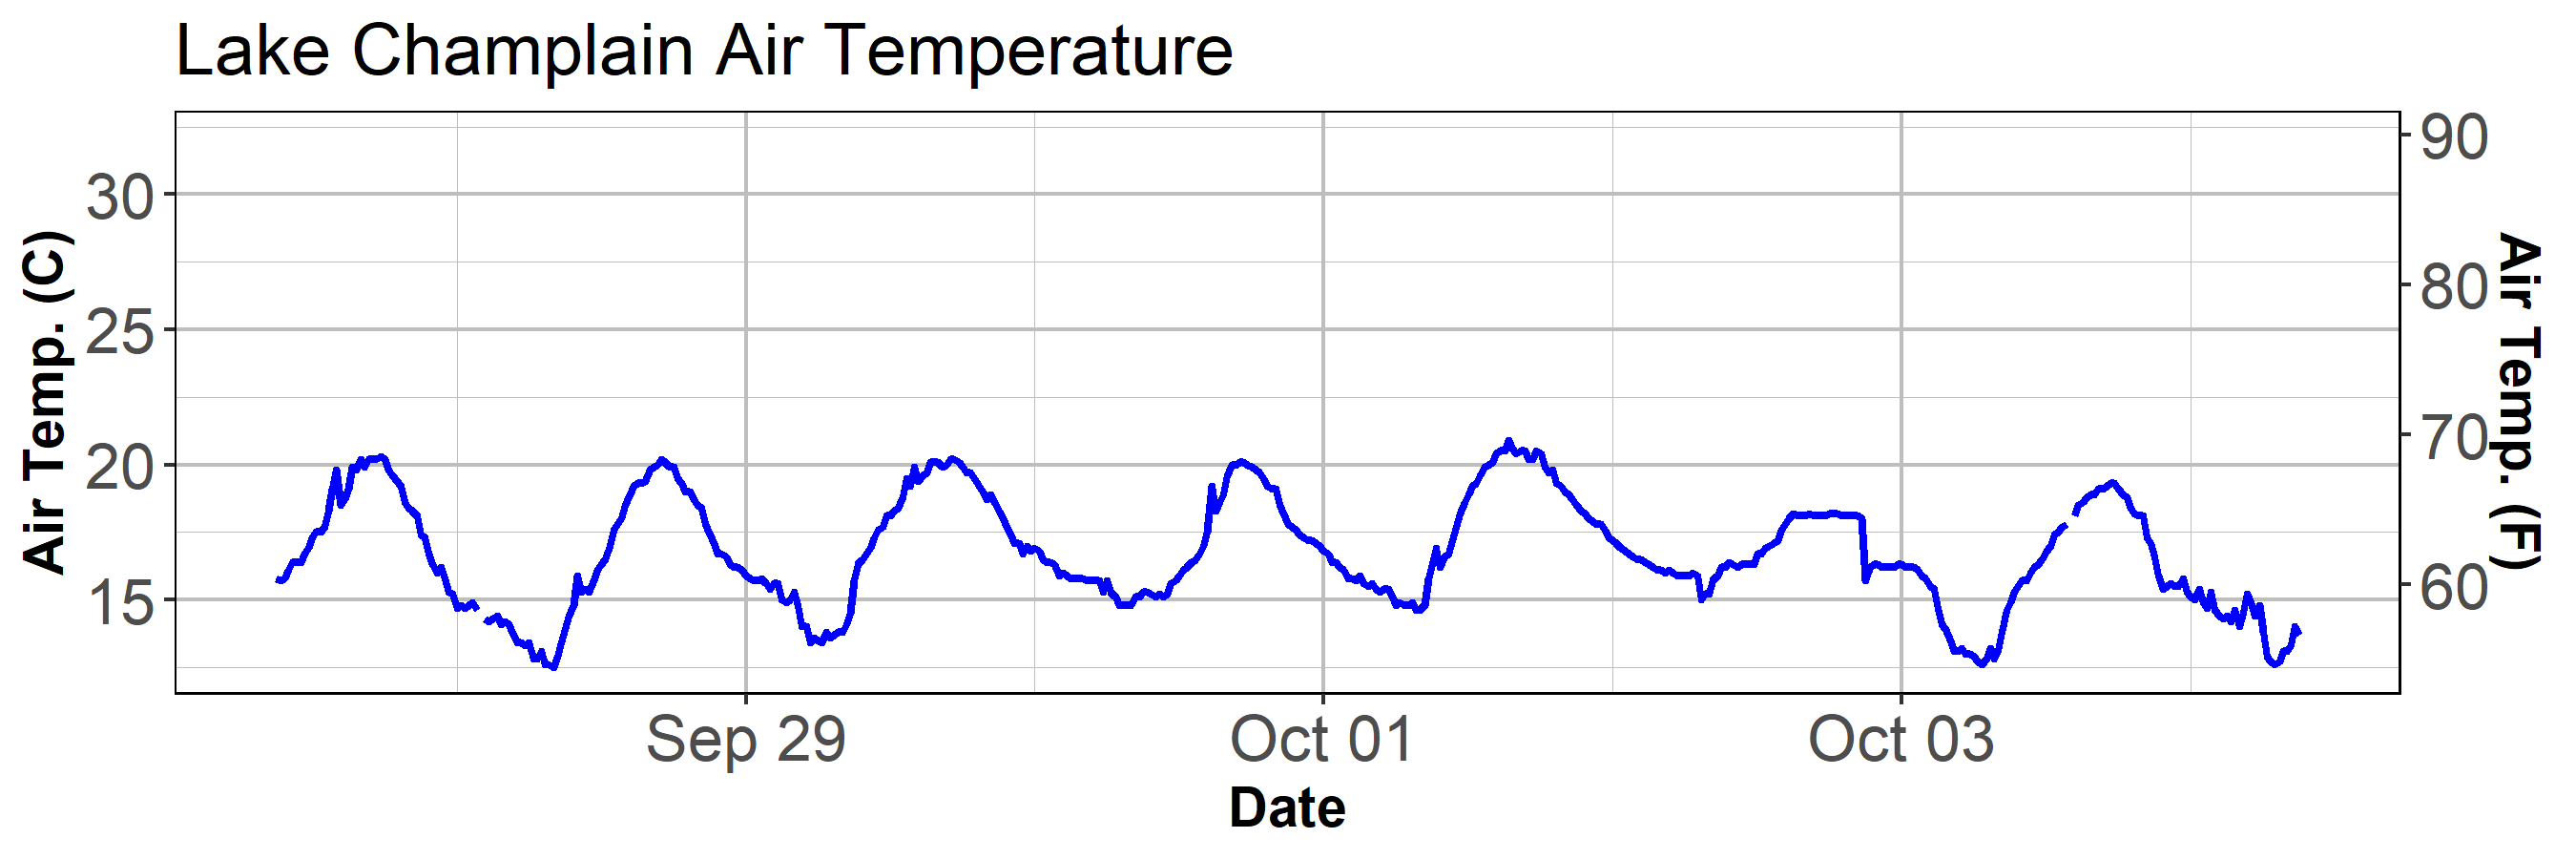 Lake Champlain Air Temperature
Air Temp. (C)
30
25
20
15
90
80
70
60
Air Temp. (F)
Sep 29
Oct 01
Oct 03
Date